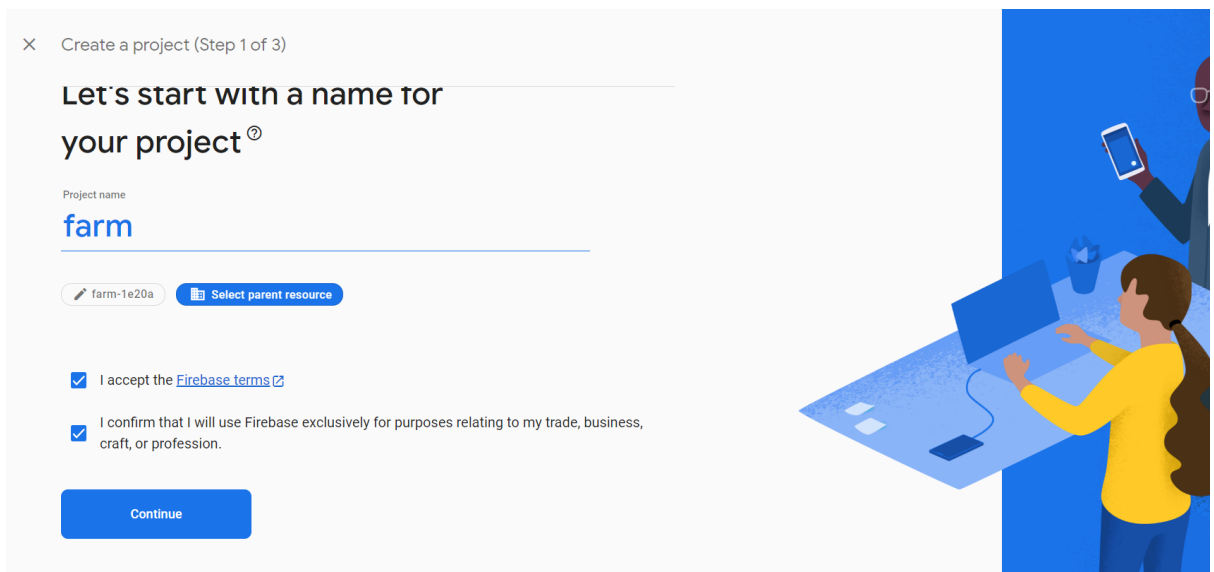 Create a project (Step 1 of 3)
Let's start with a name for
your project
Project name
farm
farm-1e20a
Select parent resource
I accept the Firebase terms
I confirm that I will use Firebase exclusively for purposes relating to my trade, business,
craft, or profession.
Continue